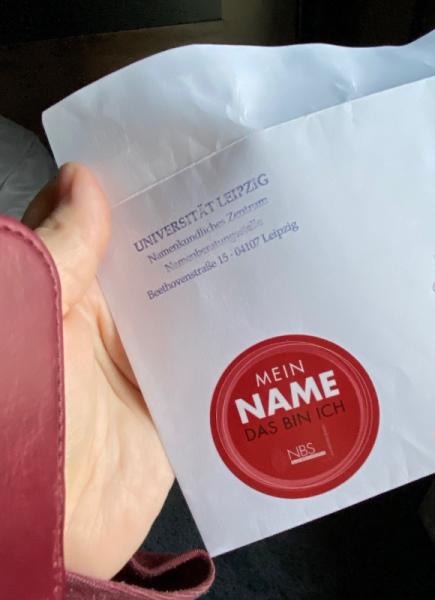 UNIVERSITÄT LEIPZIG
Namenkundliches Zentrum
Namenberatungsstelle
Beethovenstraße 15 · 04107 Leipzig
MEIN
NAME
DAS BIN ICH
NBS